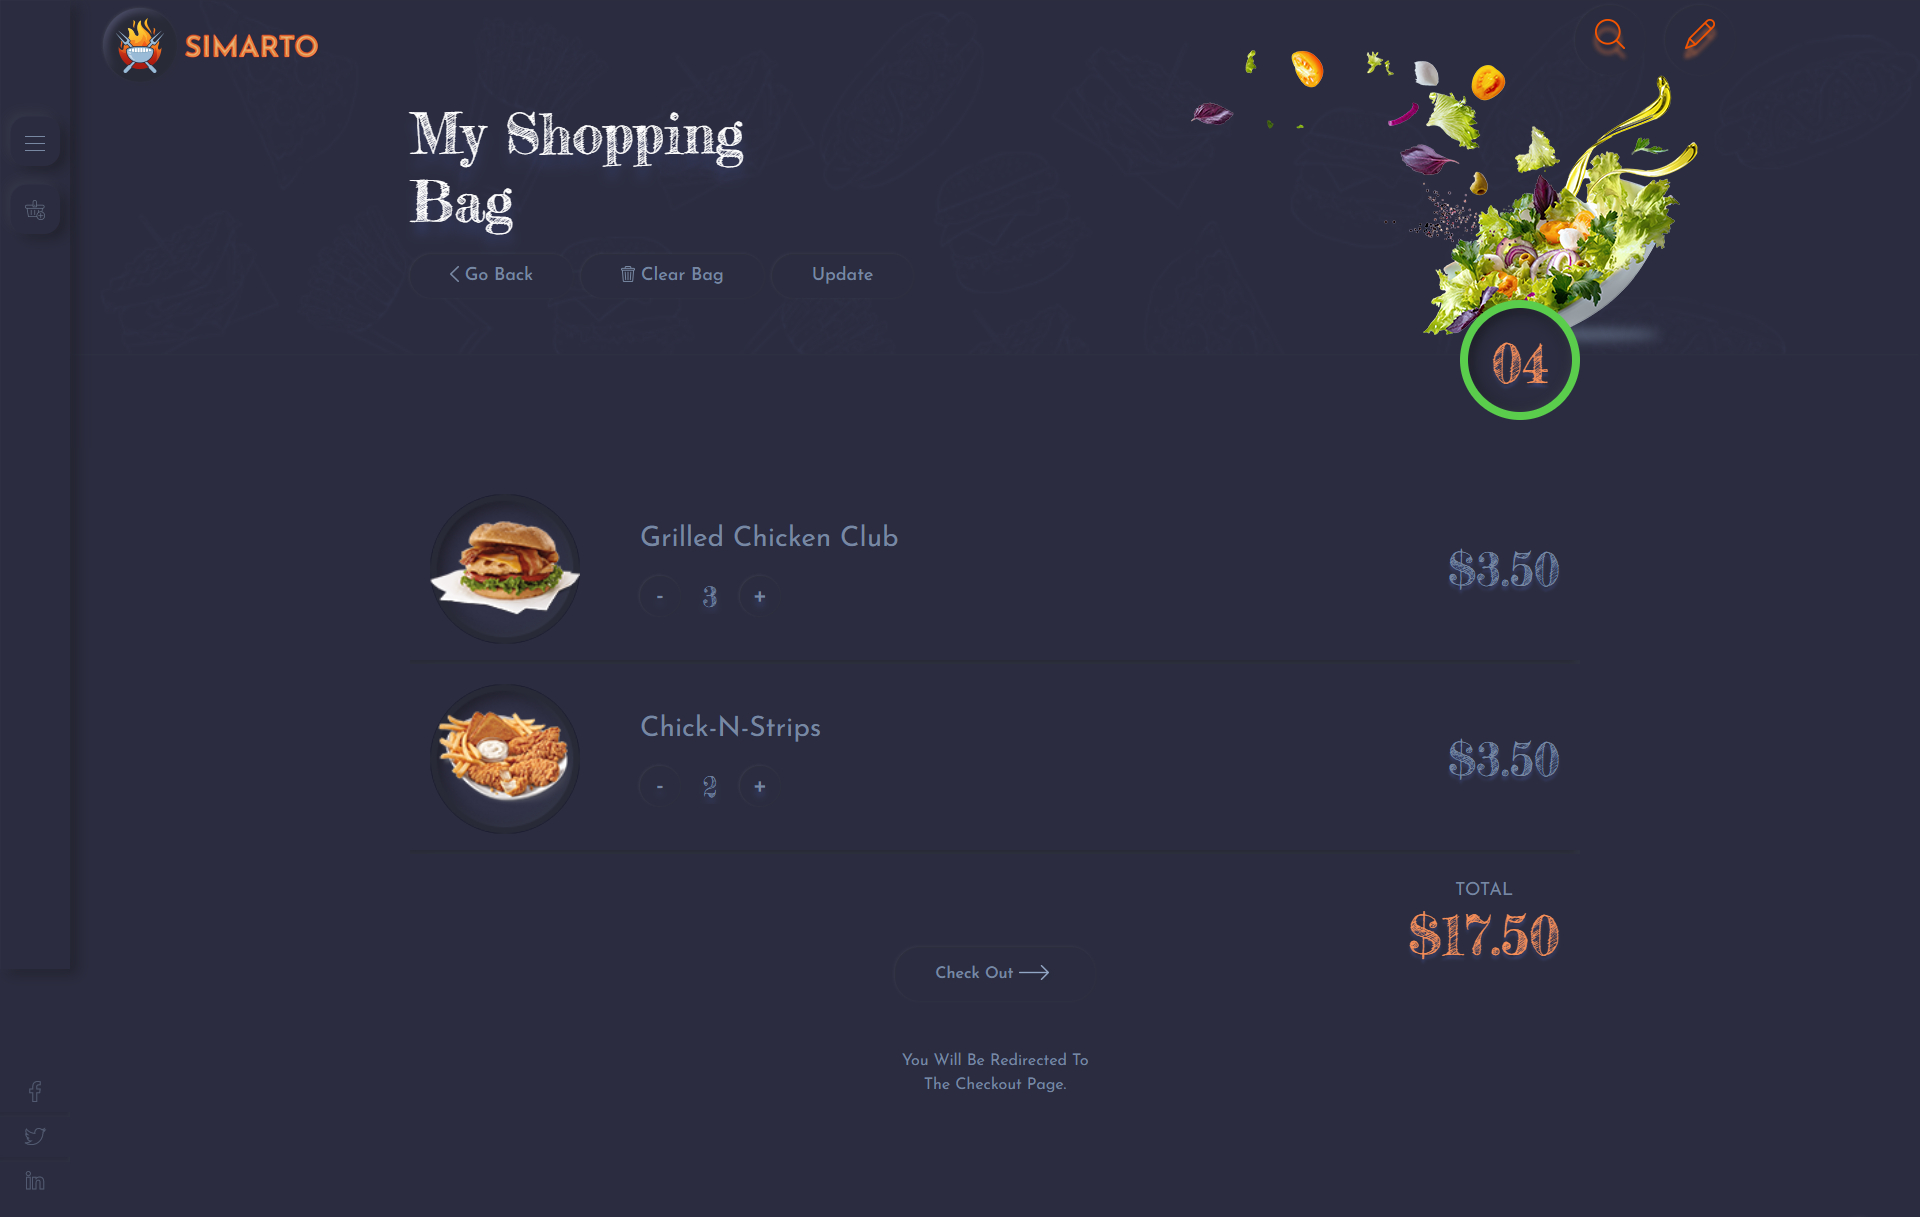 SIMARTO
My Shopping
Bag
Go Back
Clear Bag
Update
04
Grilled Chicken Club
- 3 +
$3.50
Chick-N-Strips
- 2 +
$3.50
TOTAL
$17.50
Check Out
You Will Be Redirected To
The Checkout Page.